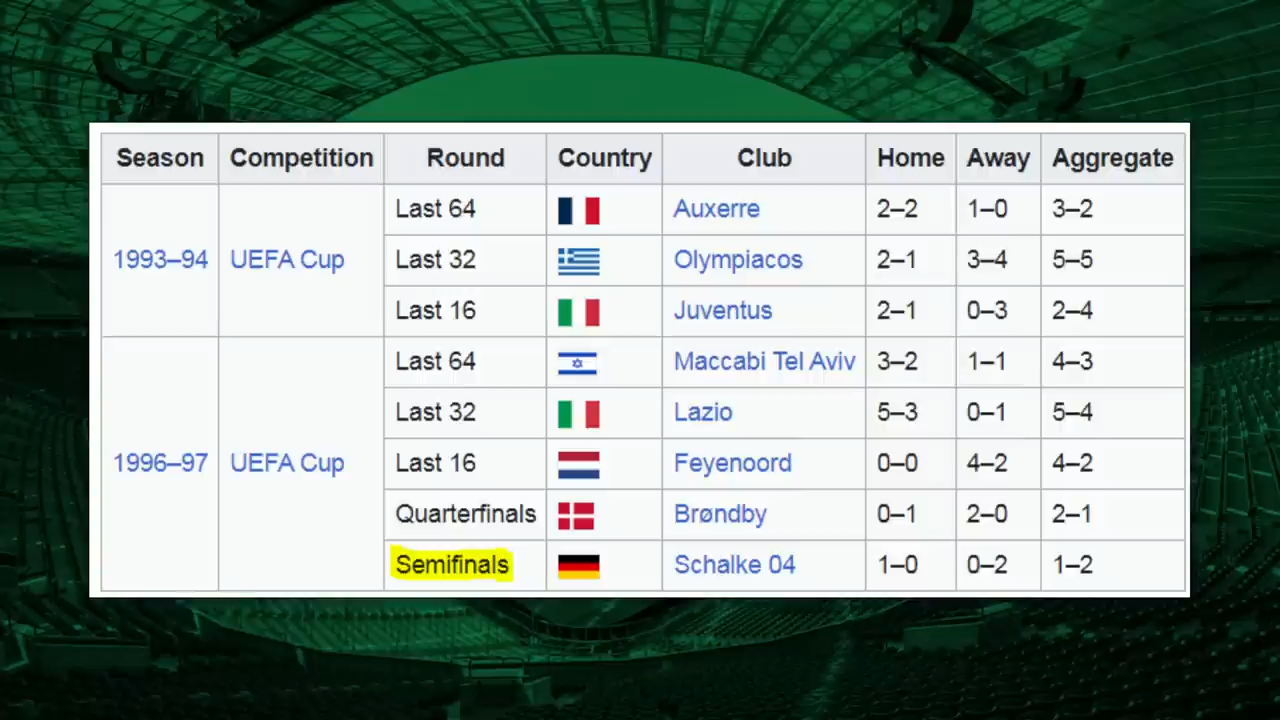 Season Competition Round Country Club Home Away Aggregate
Last 64 Auxerre 2–2 1–0 3–2
1993–94 UEFA Cup Last 32 Olympiacos 2–1 3–4 5–5
Last 16 Juventus 2–1 0–3 2–4
Last 64 Maccabi Tel Aviv 3–2 1–1 4–3
Last 32 Lazio 5–3 0–1 5–4
1996–97 UEFA Cup Last 16 Feyenoord 0–0 4–2 4–2
Quarterfinals Brøndby 0–1 2–0 2–1
Semifinals Schalke 04 1–0 0–2 1–2